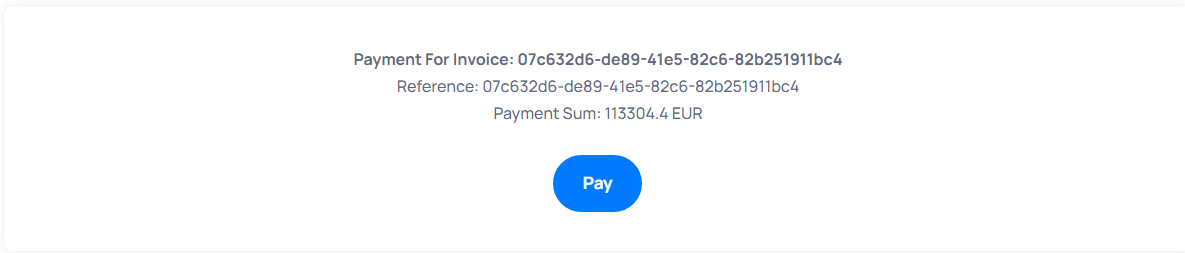 Payment For Invoice: 07c632d6-de89-41e5-82c6-82b251911bc4
Reference: 07c632d6-de89-41e5-82c6-82b251911bc4
Payment Sum: 113304.4 EUR
Pay